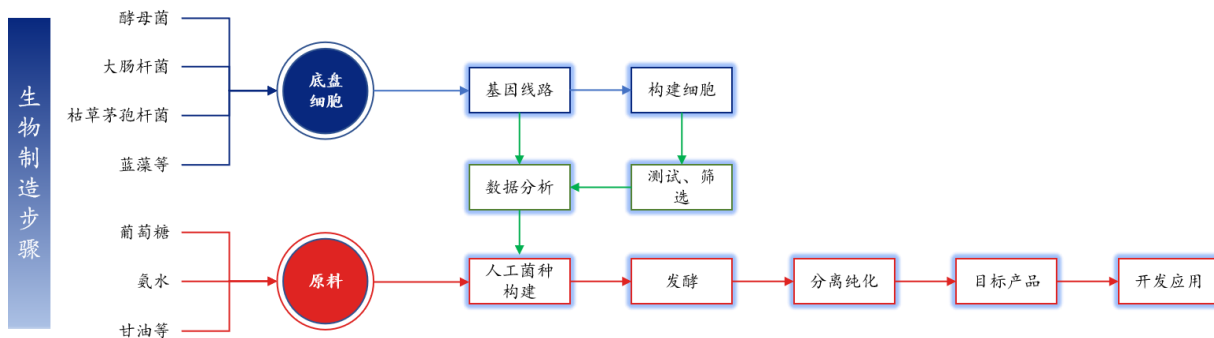 生物制造步骤
酵母菌
大肠杆菌
枯草茅孢杆菌
蓝藻等
底盘
细胞
基因线路
构建细胞
数据分析
测试、筛
选
葡萄糖
氨水
甘油等
原料
人工菌种
构建
发酵
分离纯化
目标产品
开发应用